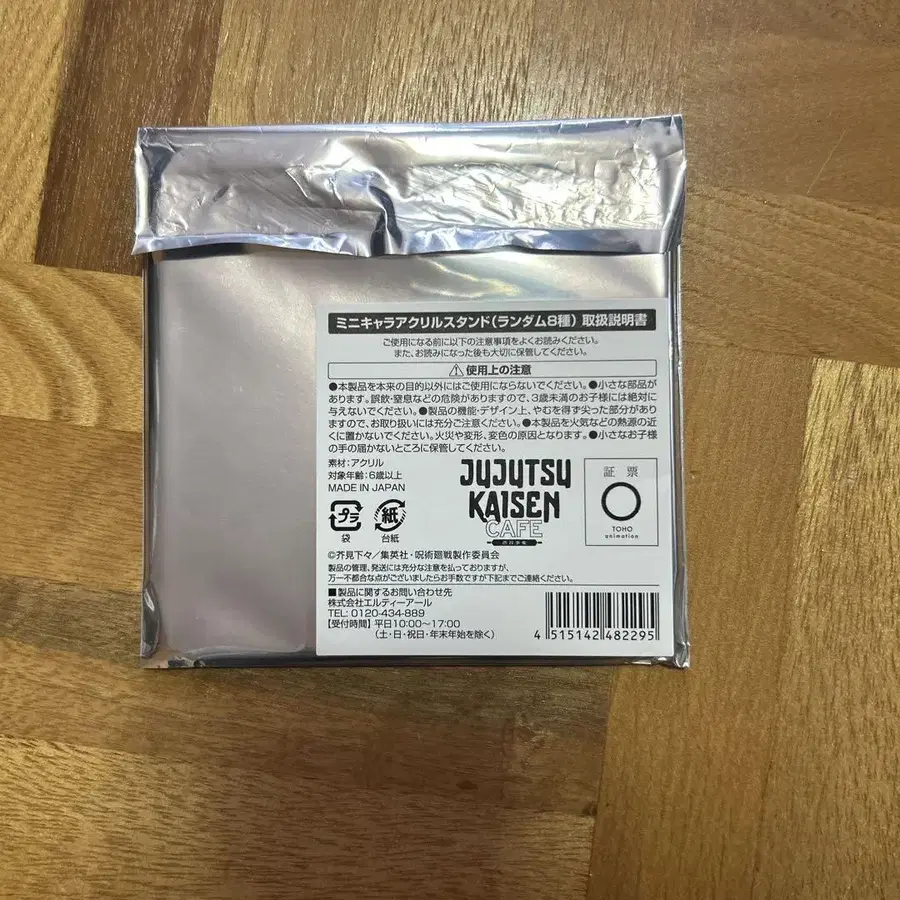 ミニキャラアクリルスタンド(ランダム8種) 取扱説明書
ご使用になる前に以下の注意事項をよくお読みください。
また、お読みになった後も大切に保管してください。
使用上の注意
●本製品を本来の目的以外にはご使用にならないでください。●小さな部品が
あります。誤飲・窒息などの危険がありますので、3歳未満のお子様には絶対に
与えないでください。●製品の機能・デザイン上、やむを得ず尖った部分があり
ますので、お取り扱いには充分ご注意ください。●本製品を火気などの熱源の近
くに置かないでください。火災や変形、変色の原因となります。●小さなお子様
の手の届かないところに保管してください。
素材:アクリル
対象年齢:6歳以上
MADE IN JAPAN
プラ
袋
紙
台紙
JUJUTSU
KAISEN
CAFE
証票
TOHO
animation
©芥見下々/集英社・呪術廻戦製作委員会
製品の管理、発送には充分な注意を払っておりますが、
万一不都合な点がございましたらお手数ですが下記までご連絡ください。
■製品に関するお問い合わせ先
株式会社エルティーアール
TEL: 0120-434-889
【受付時間】平日10:00〜17:00
(土・日・祝日・年末年始を除く)
4 515142 482295